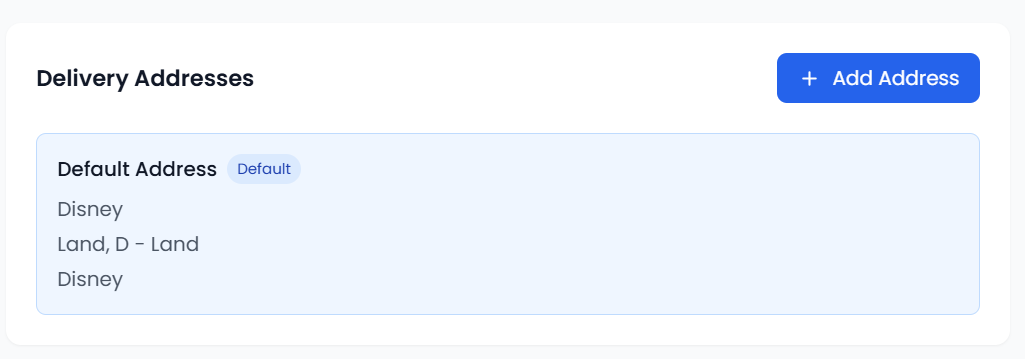 Delivery Addresses
+ Add Address
Default Address Default
Disney
Land, D - Land
Disney